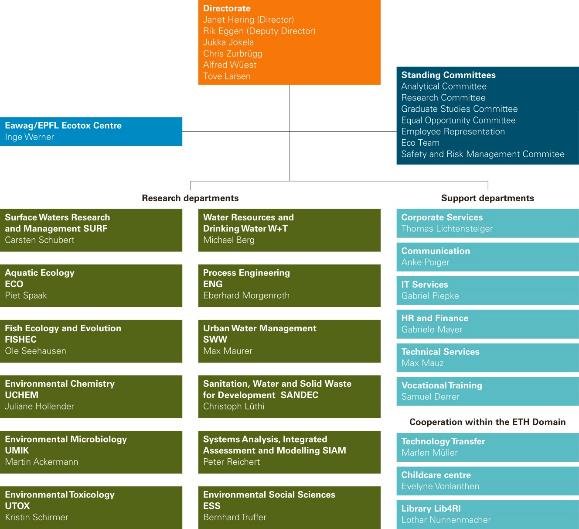 Directorate
Janet Hering (Director)
Rik Eggen (Deputy Director)
Jukka Jokela
Chris Zurbrügg
Alfred Wüest
Tove Larsen
Standing Committees
Analytical Committee
Research Committee
Graduate Studies Committee
Equal Opportunity Committee
Employee Representation
Eco Team
Safety and Risk Management Commitee
Eawag/EPFL Ecotox Centre
Inge Werner
Research departments
Surface Waters Research
and Management SURF
Carsten Schubert
Aquatic Ecology
ECO
Piet Spaak
Fish Ecology and Evolution
FISHEC
Ole Seehausen
Environmental Chemistry
UCHEM
Juliane Hollender
Environmental Microbiology
UMIK
Martin Ackermann
Environmental Toxicology
UTOX
Kristin Schirmer
Water Resources and
Drinking Water W+T
Michael Berg
Process Engineering
ENG
Eberhard Morgenroth
Urban Water Management
SWW
Max Maurer
Sanitation, Water and Solid Waste
for Development SANDEC
Christoph Lüthi
Systems Analysis, Integrated
Assessment and Modelling SIAM
Peter Reichert
Environmental Social Sciences
ESS
Bernhard Truffer
Support departments
Corporate Services
Thomas Lichtensteiger
Communication
Anke Poiger
IT Services
Gabriel Piepke
HR and Finance
Gabriele Mayer
Technical Services
Max Mauz
Vocational Training
Samuel Derrer
Cooperation within the ETH Domain
Technology Transfer
Marlen Müller
Childcare centre
Evelyne Vonlanthen
Library Lib4RI
Lothar Nunnenmacher